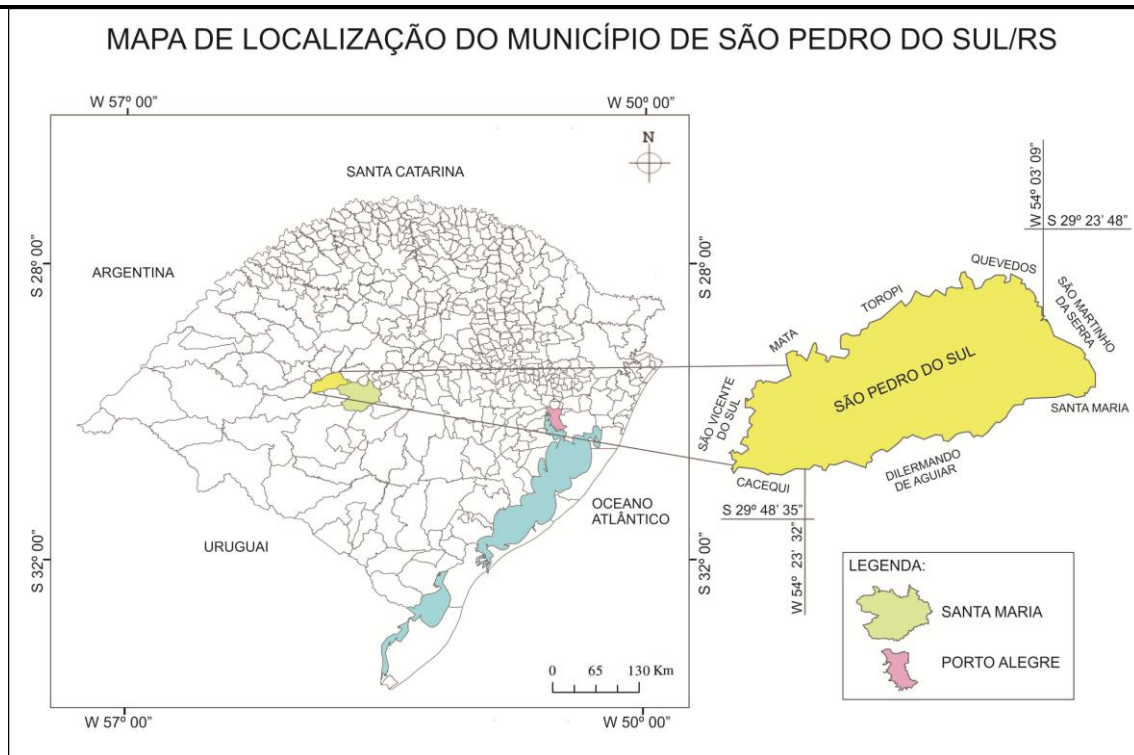 MAPA DE LOCALIZAÇÃO DO MUNICÍPIO DE SÃO PEDRO DO SUL/RS
W 57º 00”
W 50º 00”
N
SANTA CATARINA
ARGENTINA
S 28º 00”
S 28º 00”
OCEANO
ATLÂNTICO
URUGUAI
S 32º 00”
S 32º 00”
0 65 130 Km
W 57º 00”
W 50º 00”
W 54º 03' 09”
S 29º 23' 48”
QUEVEDOS
TOROPI
SÃO MARTINHO
DA SERRA
MATA
SÃO PEDRO DO SUL
SÃO VICENTE
DO SUL
SANTA MARIA
DILERMANDO
DE AGUIAR
CACEQUI
S 29º 48' 35”
W 54º 23' 32”
LEGENDA:
SANTA MARIA
PORTO ALEGRE